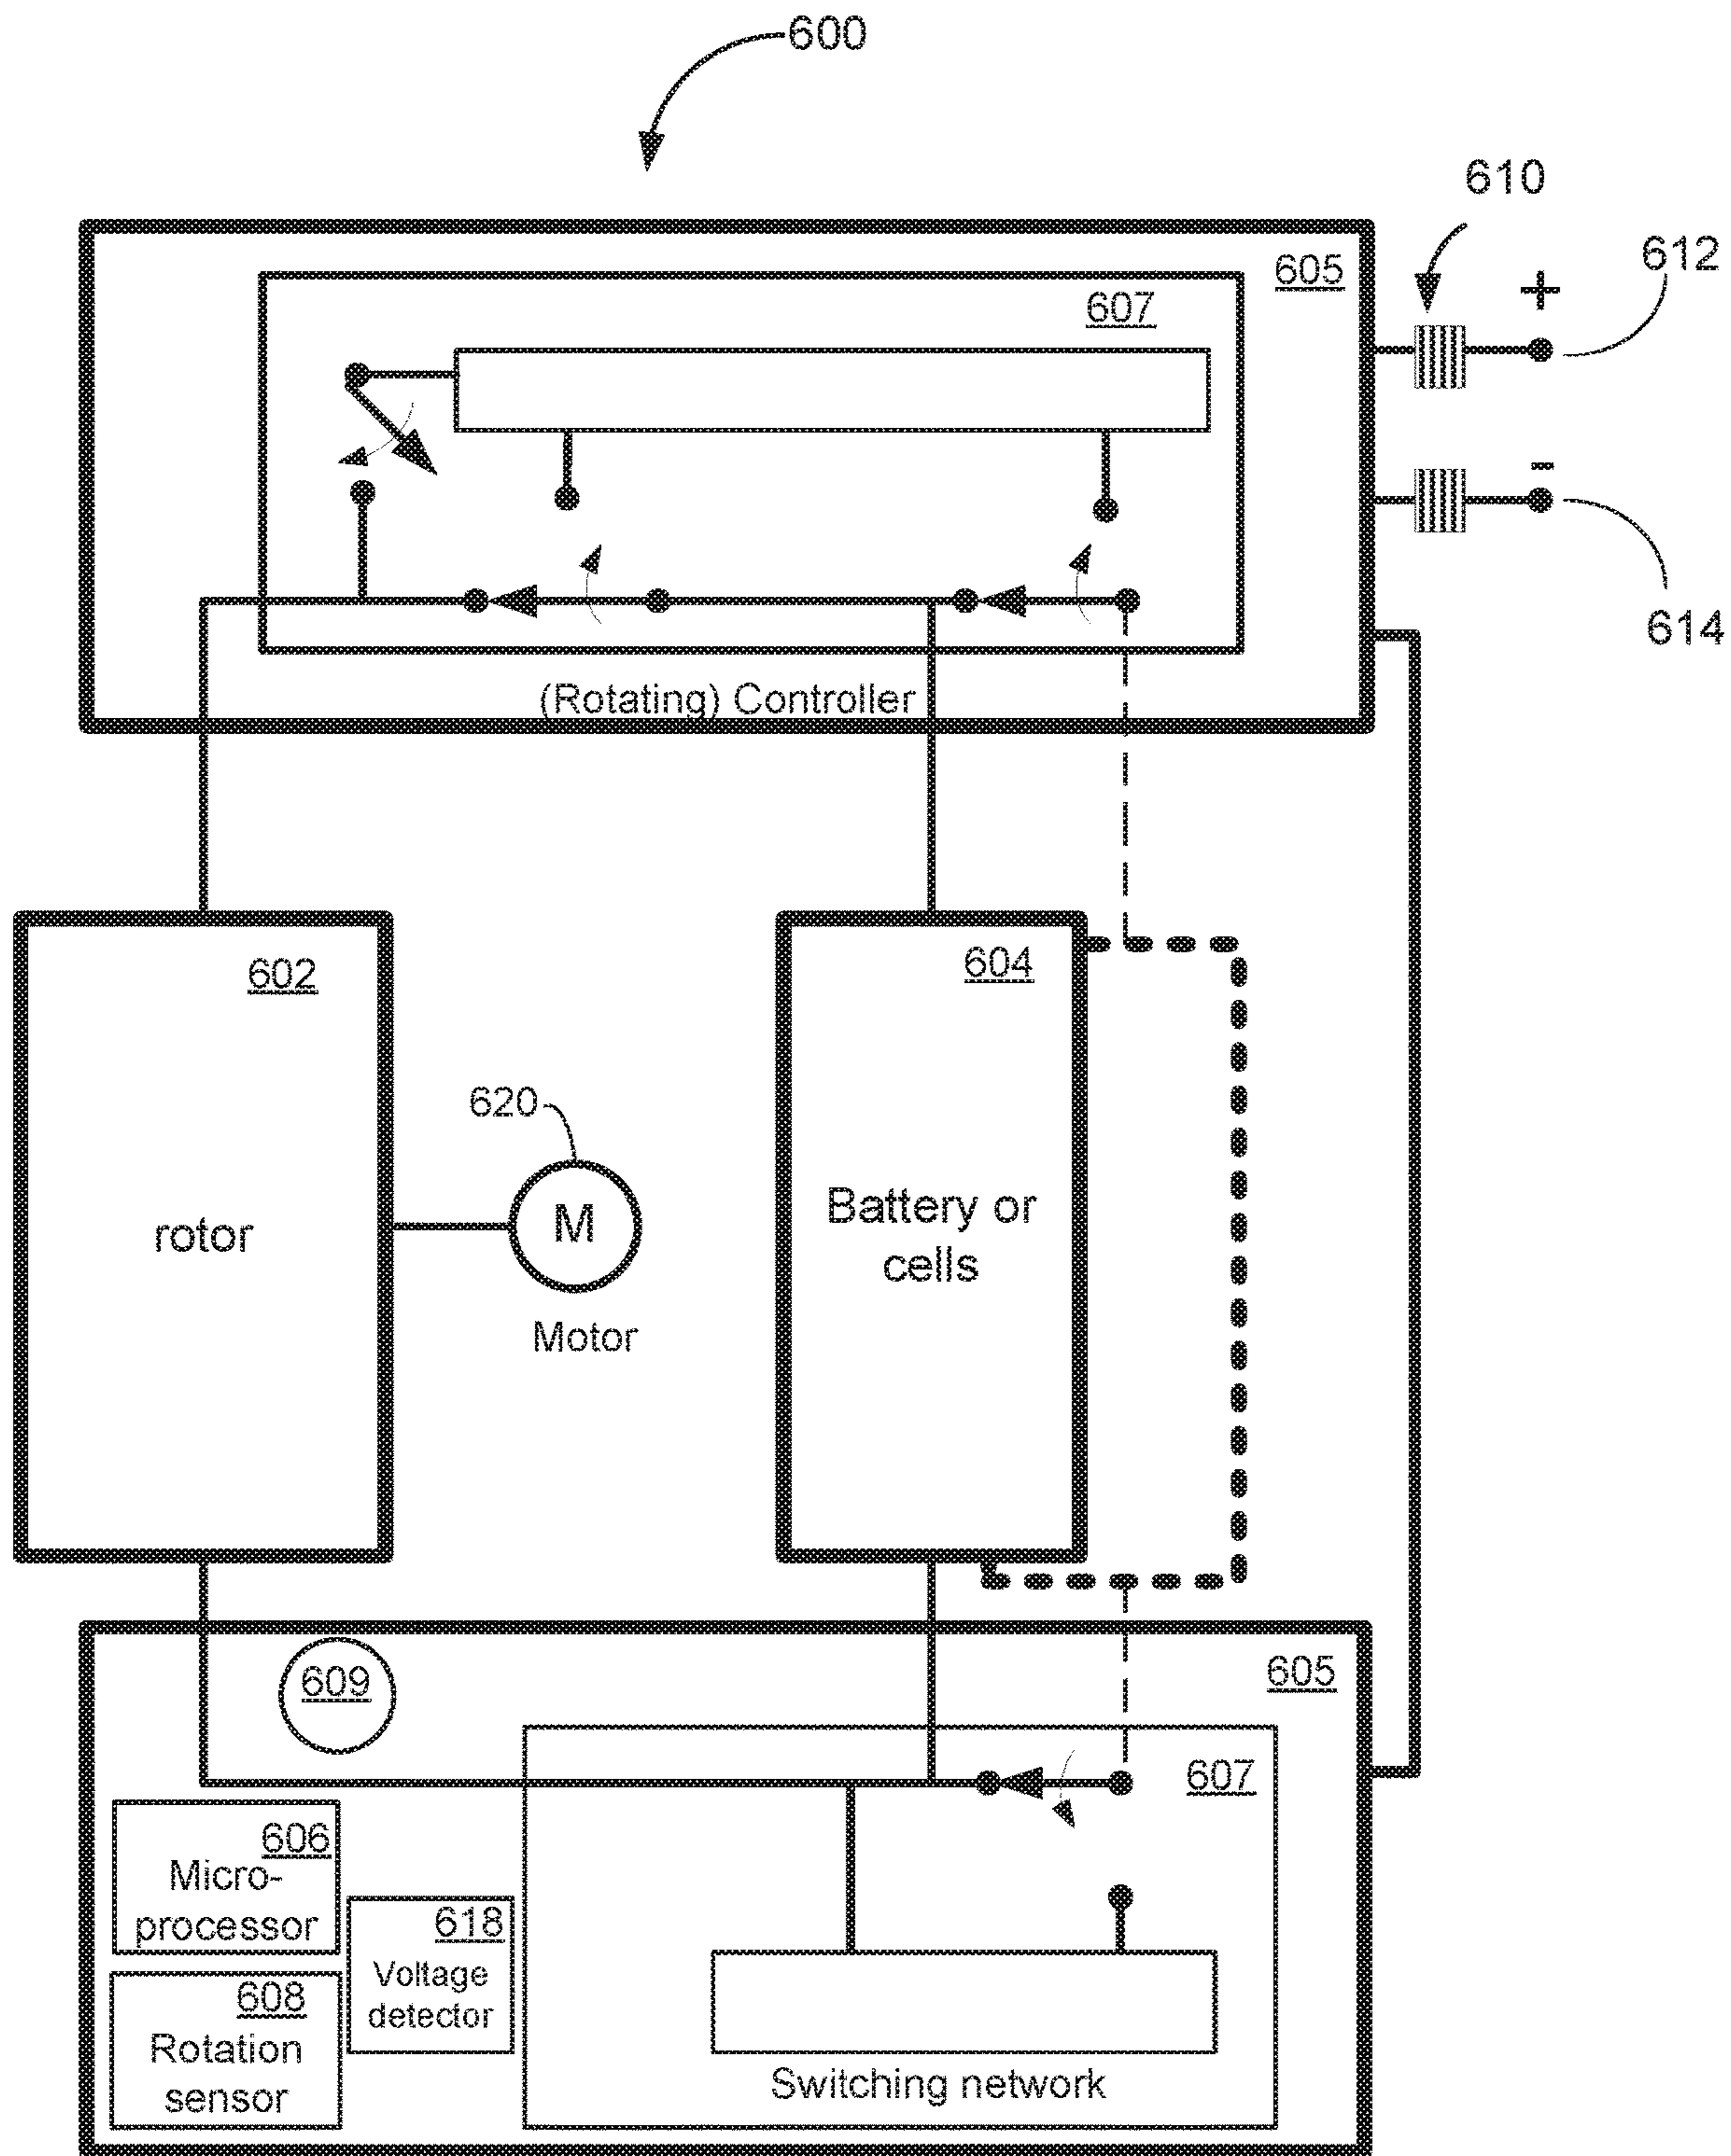 600
610
612
+
605
607
-
614
(Rotating) Controller
602
604
620
M
rotor
Battery or
cells
Motor
609
605
607
606
Micro-
processor
618
Voltage
detector
608
Rotation
sensor
Switching network